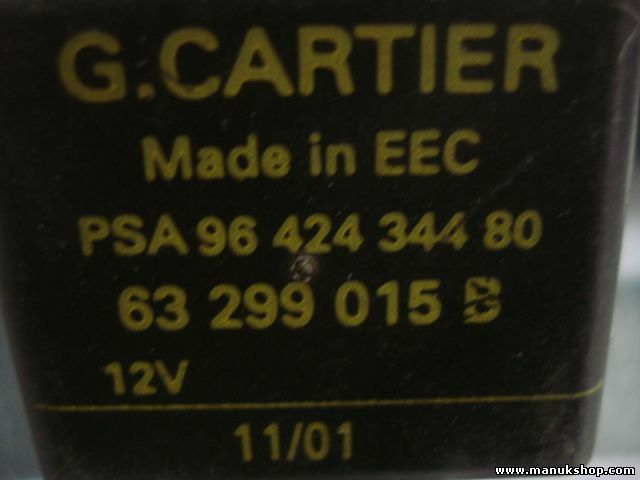 G.CARTIER
Made in EEC
PSA 96 424 344 80
63 299 015 B
12V
11/01
www.manukshop.com